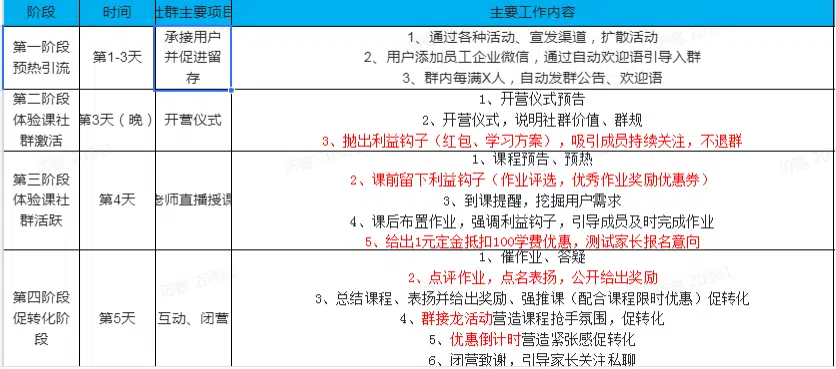 阶段 时间 社群主要项目 主要工作内容
第一阶段
预热引流
第1-3天
承接用户
并促进留
存
1、通过各种活动、宣发渠道，扩散活动
2、用户添加员工企业微信，通过自动欢迎语引导入群
3、群内每满X人，自动发群公告、欢迎语
第二阶段
体验课社
群激活
第3天（晚）
开营仪式
1、开营仪式预告
2、开营仪式，说明社群价值、群规
3、抛出利益钩子（红包、学习方案），吸引成员持续关注，不退群
第三阶段
体验课社
群活跃
第4天
老师直播授课
1、课程预告、预热
2、课前留下利益钩子（作业评选，优秀作业奖励优惠券）
3、到课提醒，挖掘用户需求
4、课后布置作业，强调利益钩子，引导成员及时完成作业
5、给出1元定金抵扣100学费优惠，测试家长报名意向
第四阶段
促转化阶
段
第5天
互动、闭营
1、催作业、答疑
2、点评作业，点名表扬，公开给出奖励
3、总结课程、表扬并给出奖励、强推课（配合课程限时优惠）促转化
4、群接龙活动营造课程抢手氛围，促转化
5、优惠倒计时营造紧张感促转化
6、闭营致谢，引导家长关注私聊